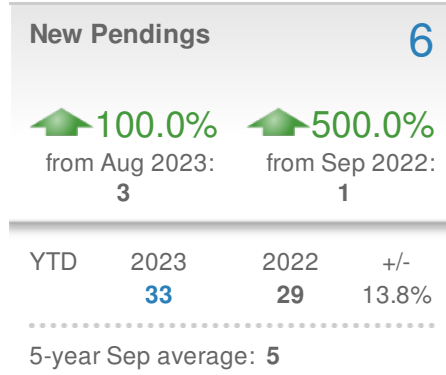 New Pendings 6
100.0% 500.0%
from Aug 2023: from Sep 2022:
3 1
YTD 2023 2022 +/-
33 29 13.8%
5-year Sep average: 5